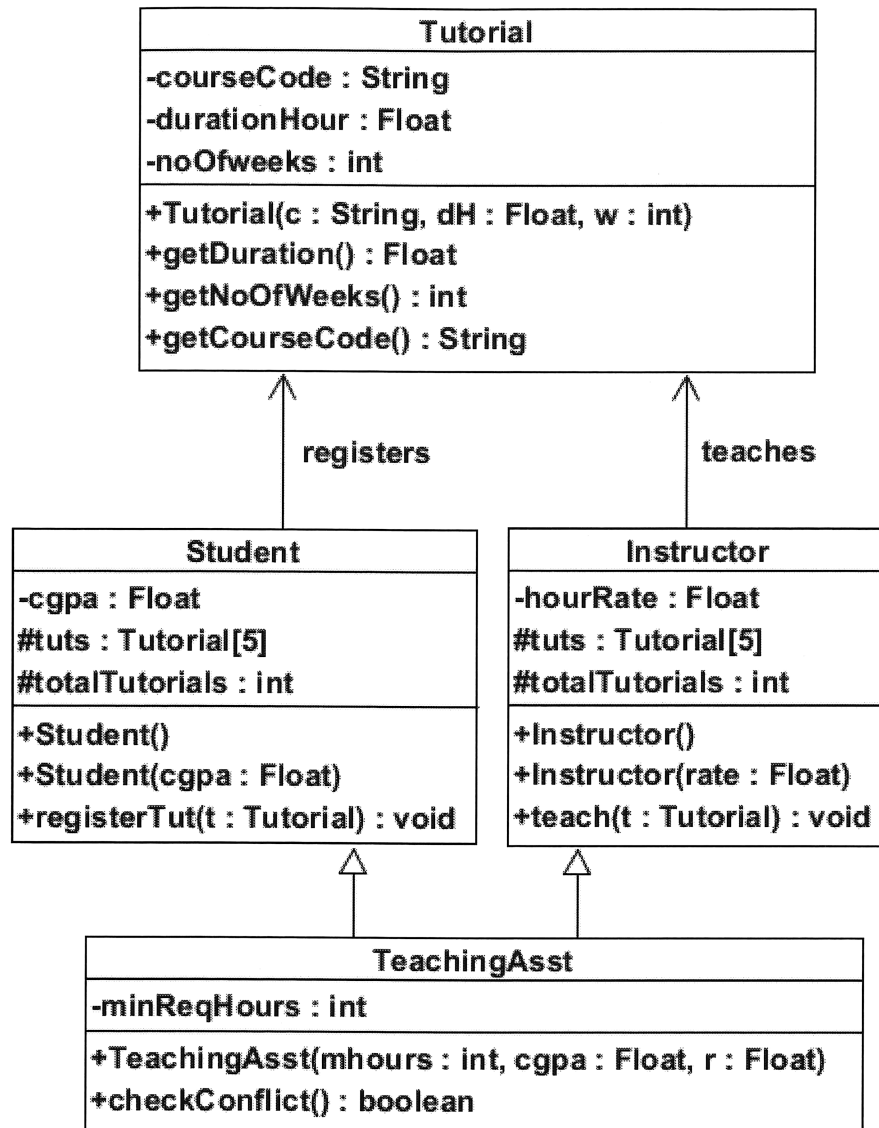 Tutorial
-courseCode : String
-durationHour : Float
-noOfweeks : int
+Tutorial(c : String, dH : Float, w : int)
+getDuration() : Float
+getNoOfWeeks() : int
+getCourseCode() : String
registers
teaches
Student
-cgpa : Float
#tuts : Tutorial[5]
#totalTutorials : int
+Student()
+Student(cgpa : Float)
+registerTut(t : Tutorial) : void
Instructor
-hourRate : Float
#tuts : Tutorial[5]
#totalTutorials : int
+Instructor()
+Instructor(rate : Float)
+teach(t : Tutorial) : void
TeachingAsst
-minReqHours : int
+TeachingAsst(mhours : int, cgpa : Float, r : Float)
+checkConflict() : boolean